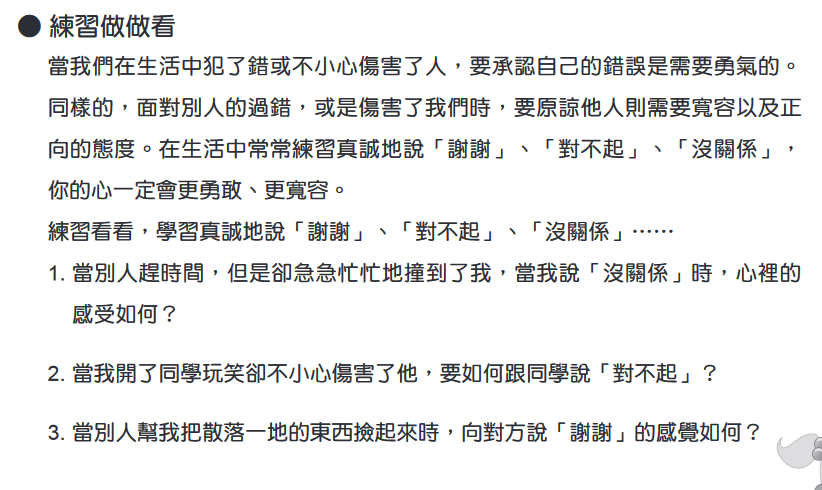 ● 練習做做看
當我們在生活中犯了錯或不小心傷害了人，要承認自己的錯誤是需要勇氣的。
同樣的，面對別人的過錯，或是傷害了我們時，要原諒他人則需要寬容以及正
向的態度。在生活中常常練習真誠地說「謝謝」、「對不起」、「沒關係」，
你的心一定會更勇敢、更寬容。
練習看看，學習真誠地說「謝謝」、「對不起」、「沒關係」⋯⋯
1. 當別人趕時間，但是卻急急忙忙地撞到了我，當我說「沒關係」時，心裡的
感受如何？
2. 當我開了同學玩笑卻不小心傷害了他，要如何跟同學說「對不起」？
3. 當別人幫我把散落一地的東西撿起來時，向對方說「謝謝」的感覺如何？